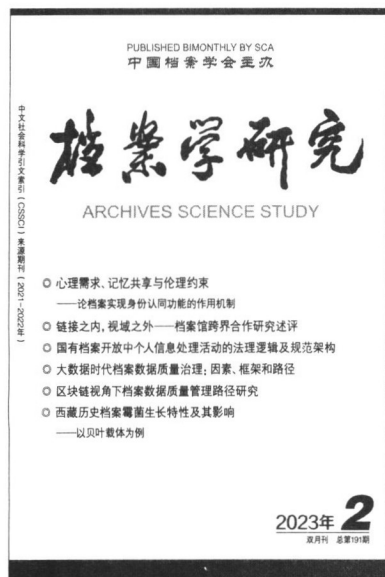 PUBLISHED BIMONTHLY BY SCA
中国档案学会主办
中文社会科学引文索引(CSSCI)来源期刊(2021-2022年)
档案学研究
ARCHIVES SCIENCE STUDY
◎ 心理需求、记忆共享与伦理约束
——论档案实现身份认同功能的作用机制
◎ 链接之内,视域之外——档案馆跨界合作研究述评
◎ 国有档案开放中个人信息处理活动的法理逻辑及规范架构
◎ 大数据时代档案数据质量治理:因素、框架和路径
◎ 区块链视角下档案数据质量管理路径研究
◎ 西藏历史档案霉菌生长特性及其影响
——以贝叶载体为例
2023年 2
双月刊 总第191期